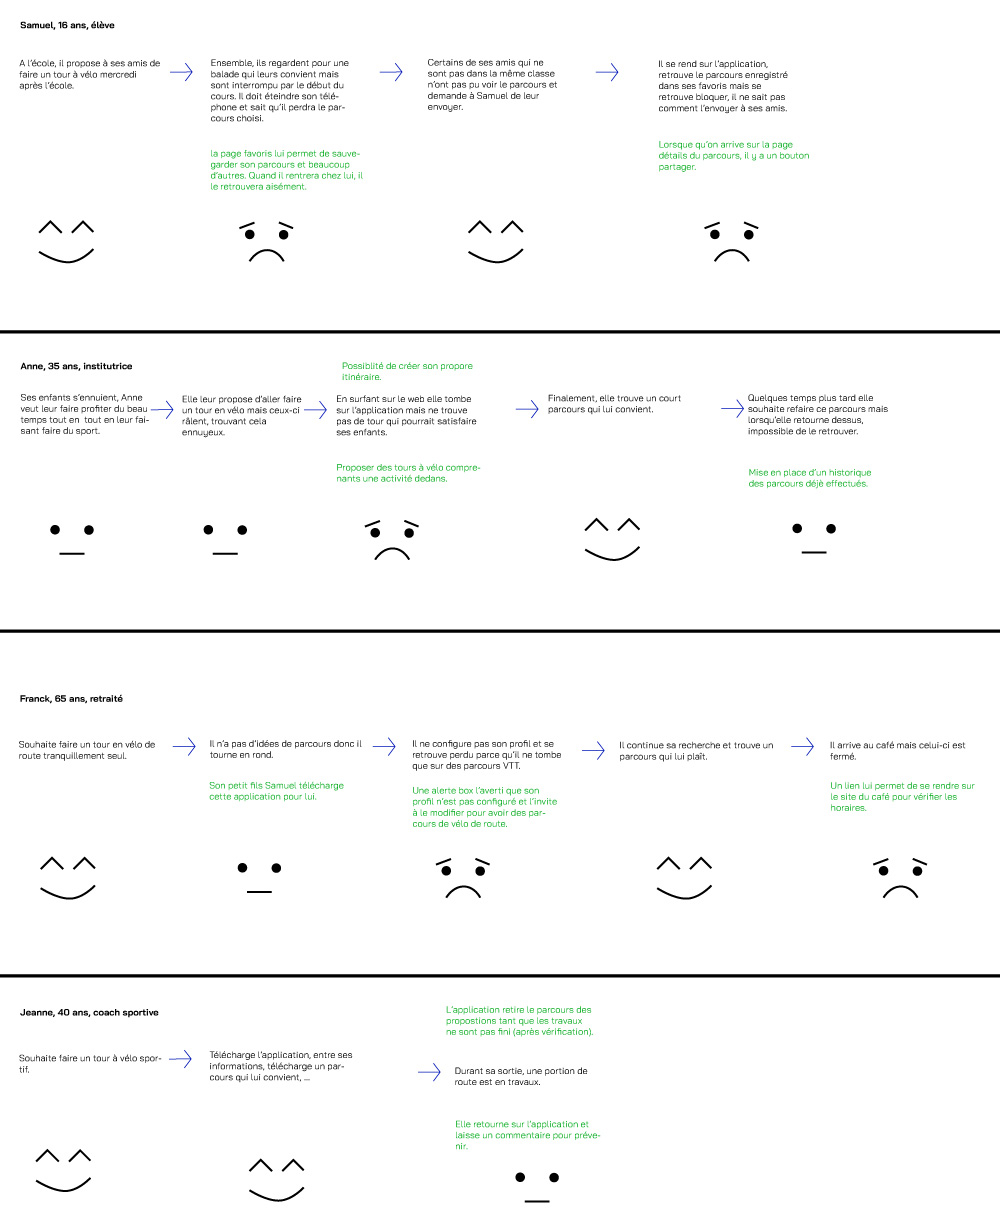 Samuel, 16 ans, élève
A l'école, il propose à ses amis de
faire un tour à vélo mercredi
après l'école.
Ensemble, ils regardent pour une
balade qui leurs convient mais
sont interrompu par le début du
cours. Il doit éteindre son télé-
phone et sait qu'il perdra le par-
cours choisi.
la page favoris lui permet de sauve-
garder son parcours et beaucoup
d'autres. Quand il rentrera chez lui, il
le retrouvera aisément.
Certains de ses amis qui ne
sont pas dans la même classe
n'ont pas pu voir le parcours et
demande à Samuel de leur
envoyer.
Il se rend sur l'application,
retrouve le parcours enregistré
dans ses favoris mais se
retrouve bloquer, il ne sait pas
comment l'envoyer à ses amis.
Lorsque qu'on arrive sur la page
détails du parcours, il y a un bouton
partager.
Anne, 35 ans, institutrice
Ses enfants s'ennuient, Anne
veut leur faire profiter du beau
temps tout en tout en leur fai-
sant faire du sport.
Elle leur propose d'aller faire
un tour en vélo mais ceux-ci
râlent, trouvant cela
ennuyeux.
Possiblité de créer son propore
itinéraire.
En surfant sur le web elle tombe
sur l'application mais ne trouve
pas de tour qui pourrait satisfaire
ses enfants.
Proposer des tours à vélo compre-
nants une activité dedans.
Finalement, elle trouve un court
parcours qui lui convient.
Quelques temps plus tard elle
souhaite refaire ce parcours mais
lorsqu'elle retourne dessus,
impossible de le retrouver.
Mise en place d'un historique
des parcours déjè effectués.
Franck, 65 ans, retraité
Souhaite faire un tour en vélo de
route tranquillement seul.
Il n'a pas d'idées de parcours donc il
tourne en rond.
Son petit fils Samuel télécharge
cette application pour lui.
Il ne configure pas son profil et se
retrouve perdu parce qu'il ne tombe
que sur des parcours VTT.
Une alerte box l'averti que son
profil n'est pas configuré et l'invite
à le modifier pour avoir des par-
cours de vélo de route.
Il continue sa recherche et trouve un
parcours qui lui plaît.
Il arrive au café mais celui-ci est
fermé.
Un lien lui permet de se rendre sur
le site du café pour vérifier les
horaires.
Jeanne, 40 ans, coach sportive
Souhaite faire un tour à vélo spor-
tif.
Télécharge l'application, entre ses
informations, télécharge un par-
cours qui lui convient, ...
L'application retire le parcours des
propostions tant que les travaux
ne sont pas fini (après vérification).
Durant sa sortie, une portion de
route est en travaux.
Elle retourne sur l'application et
laisse un commentaire pour préve-
nir.